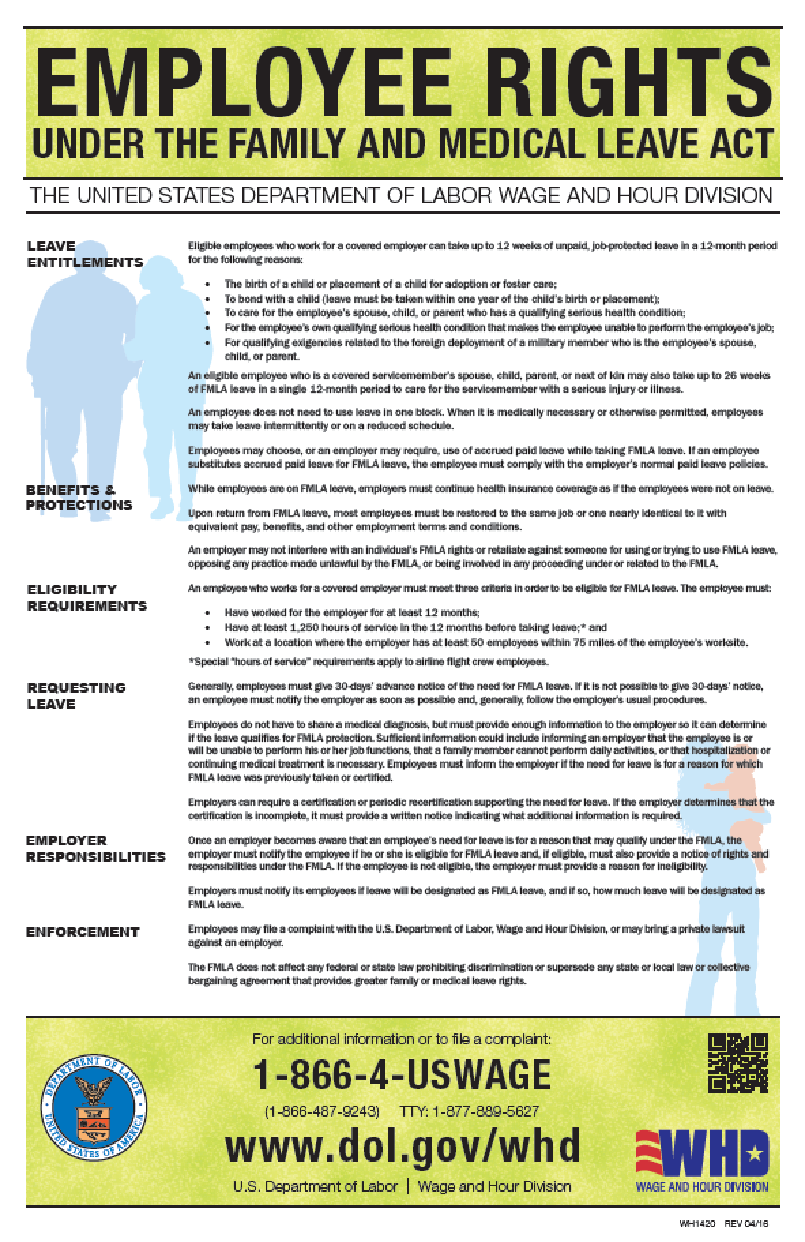 EMPLOYEE RIGHTS
UNDER THE FAMILY AND MEDICAL LEAVE ACT
THE UNITED STATES DEPARTMENT OF LABOR WAGE AND HOUR DIVISION
LEAVE
ENTITLEMENTS
Eligible employees who work for a covered employer can take up to 12 weeks of unpaid, job-protected leave in a 12-month period
for the following reasons:
• The birth of a child or placement of a child for adoption or foster care;
• To bond with a child (leave must be taken within one year of the child's birth or placement);
• To care for the employee's spouse, child, or parent who has a qualifying serious health condition;
• For the employee's own qualifying serious health condition that makes the employee unable to perform the employee's job;
• For qualifying exigencies related to the foreign deployment of a military member who is the employee's spouse,
child, or parent.
An eligible employee who is a covered servicemember's spouse, child, parent, or next of kin may also take up to 26 weeks
of FMLA leave in a single 12-month period to care for the servicemember with a serious injury or illness.
An employee does not need to use leave in one block. When it is medically necessary or otherwise permitted, employees
may take leave intermittently or on a reduced schedule.
Employees may choose, or an employer may require, use of accrued paid leave while taking FMLA leave. If an employee
substitutes accrued paid leave for FMLA leave, the employee must comply with the employer's normal paid leave policies.
BENEFITS &
PROTECTIONS
While employees are on FMLA leave, employers must continue health insurance coverage as if the employees were not on leave.
Upon return from FMLA leave, most employees must be restored to the same job or one nearly identical to it with
equivalent pay, benefits, and other employment terms and conditions.
An employer may not interfere with an individual's FMLA rights or retaliate against someone for using or trying to use FMLA leave,
opposing any practice made unlawful by the FMLA, or being involved in any proceeding under or related to the FMLA.
ELIGIBILITY
REQUIREMENTS
An employee who works for a covered employer must meet three criteria in order to be eligible for FMLA leave. The employee must:
• Have worked for the employer for at least 12 months;
• Have at least 1,250 hours of service in the 12 months before taking leave;* and
• Work at a location where the employer has at least 50 employees within 75 miles of the employee's worksite.
*Special "hours of service" requirements apply to airline flight crew employees.
REQUESTING
LEAVE
Generally, employees must give 30-days' advance notice of the need for FMLA leave. If it is not possible to give 30-days' notice,
an employee must notify the employer as soon as possible and, generally, follow the employer's usual procedures.
Employees do not have to share a medical diagnosis, but must provide enough information to the employer so it can determine
if the leave qualifies for FMLA protection. Sufficient information could include informing an employer that the employee is or
will be unable to perform his or her job functions, that a family member cannot perform daily activities, or that hospitalization or
continuing medical treatment is necessary. Employees must inform the employer if the need for leave is for a reason for which
FMLA leave was previously taken or certified.
Employers can require a certification or periodic recertification supporting the need for leave. If the employer determines that the
certification is incomplete, it must provide a written notice indicating what additional information is required.
EMPLOYER
RESPONSIBILITIES
Once an employer becomes aware that an employee's need for leave is for a reason that may qualify under the FMLA, the
employer must notify the employee if he or she is eligible for FMLA leave and, if eligible, must also provide a notice of rights and
responsibilities under the FMLA. If the employee is not eligible, the employer must provide a reason for ineligibility.
Employers must notify its employees if leave will be designated as FMLA leave, and if so, how much leave will be designated as
FMLA leave.
ENFORCEMENT
Employees may file a complaint with the U.S. Department of Labor, Wage and Hour Division, or may bring a private lawsuit
against an employer.
The FMLA does not affect any federal or state law prohibiting discrimination or supersede any state or local law or collective
bargaining agreement that provides greater family or medical leave rights.
DEPARTMENT OF LABOR
UNITED STATES OF AMERICA
For additional information or to file a complaint:
1-866-4-USWAGE
(1-866-487-9243) TTY: 1-877-889-5627
www.dol.gov/whd
U.S. Department of Labor | Wage and Hour Division
WHD
WAGE AND HOUR DIVISION
WH1420 REV 04/16